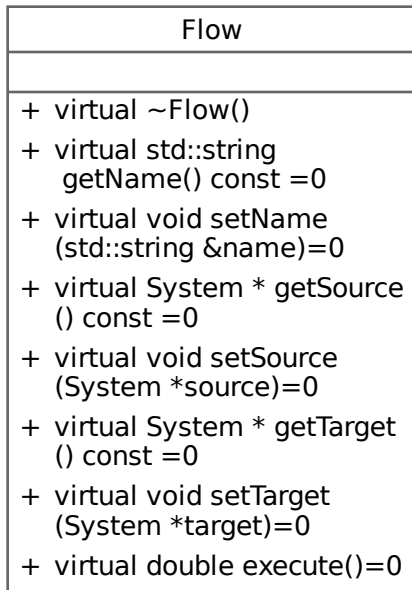 Flow
+ virtual ~Flow()
+ virtual std::string
getName() const =0
+ virtual void setName
(std::string &name)=0
+ virtual System * getSource
() const =0
+ virtual void setSource
(System *source)=0
+ virtual System * getTarget
() const =0
+ virtual void setTarget
(System *target)=0
+ virtual double execute()=0